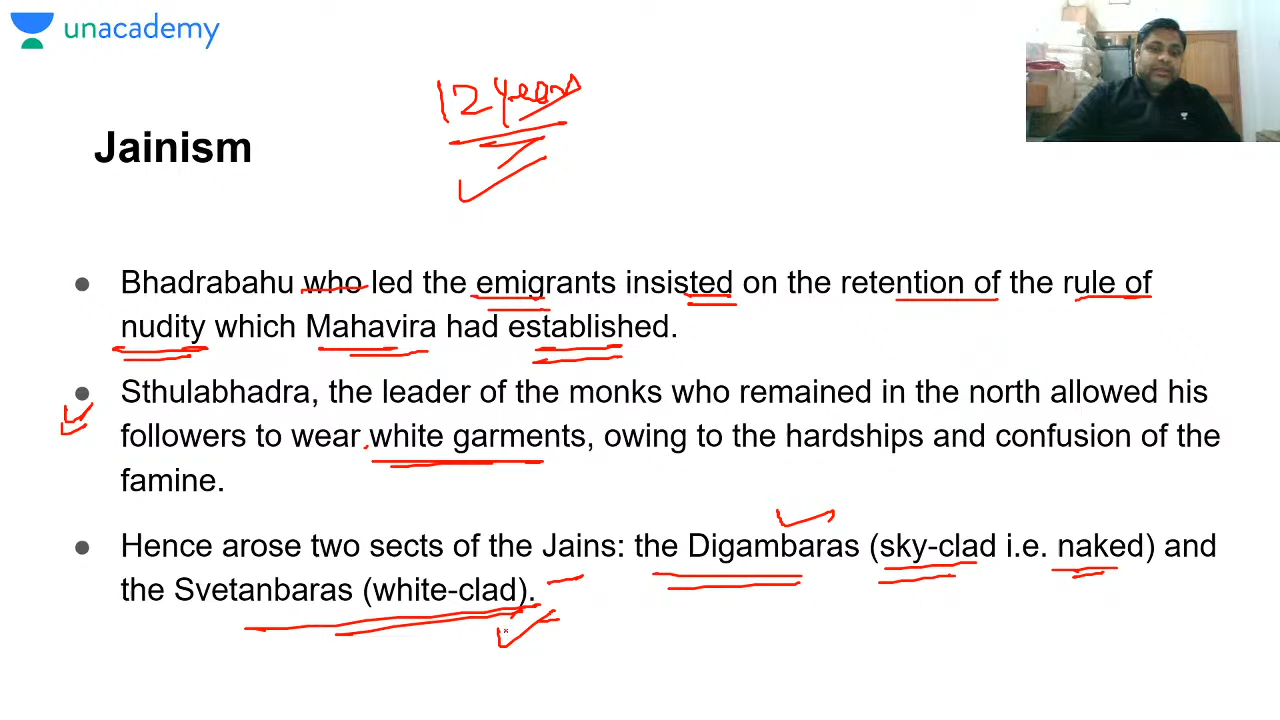 unacademy
12 years
Jainism
● Bhadrabahu who led the emigrants insisted on the retention of the rule of
nudity which Mahavira had established.
● Sthulabhadra, the leader of the monks who remained in the north allowed his
followers to wear white garments, owing to the hardships and confusion of the
famine.
● Hence arose two sects of the Jains: the Digambaras (sky-clad i.e. naked) and
the Svetanbaras (white-clad).